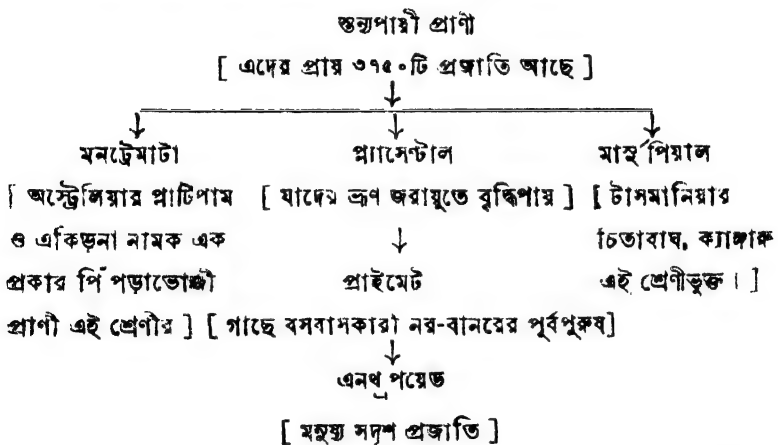 স্তন্যপায়ী প্রাণী
[ এদের প্রায় ৩৭৫০টি প্রজাতি আছে ]
মনট্রেমাটা প্ল্যাসেন্টাল মার্সুপিয়াল
[ অস্ট্রেলিয়ার প্লাটিপাম [ যাদের ভ্রূণ জরায়ুতে বৃদ্ধিপায় ] [ টাসমানিয়ার
ও একিড়না নামক এক ↓ চিতাবাঘ, ক্যাঙ্গারু
প্রকার পিঁপড়াভোজী প্রাইমেট এই শ্রেণীভুক্ত । ]
প্রাণী এই শ্রেণীর ] [ গাছে বসবাসকারী নর-বানরের পূর্বপুরুষ]
এনথ্রপয়েড
[ মনুষ্য সদৃশ প্রজাতি ]